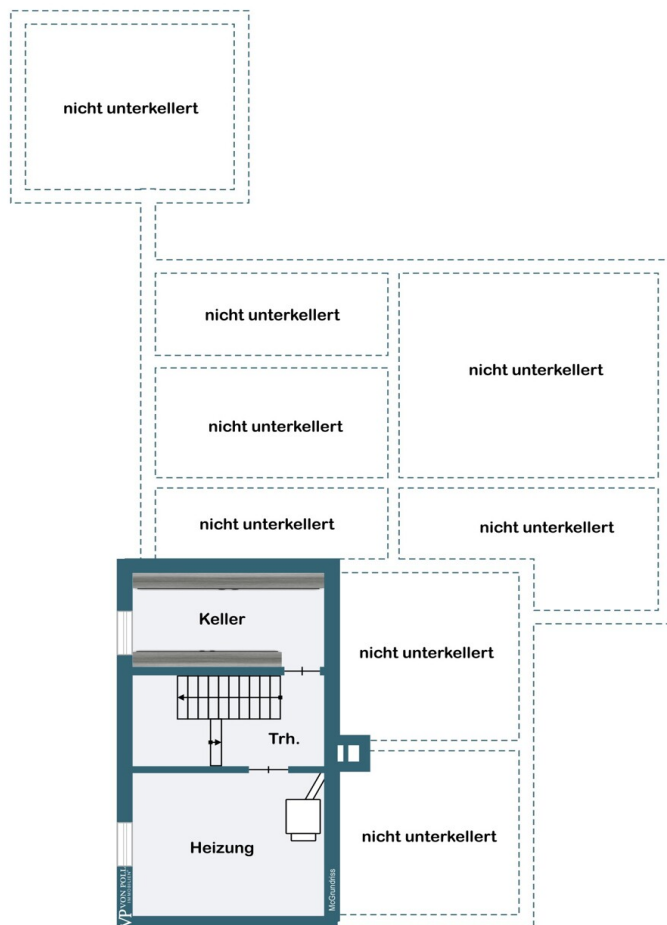 nicht unterkellert
nicht unterkellert
nicht unterkellert
nicht unterkellert
nicht unterkellert
nicht unterkellert
Keller
nicht unterkellert
Trh.
nicht unterkellert
Heizung
VP VON POLL
IMMOBILIEN
McGrundriss